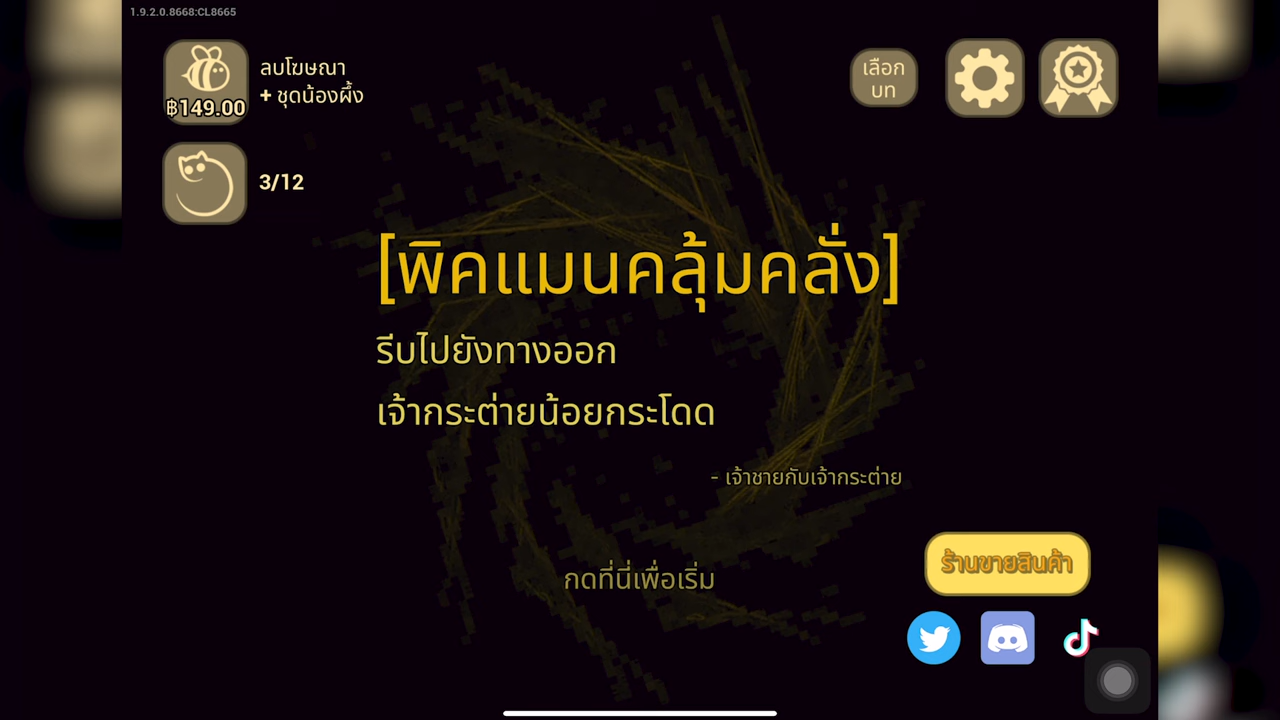 1.9.2.0.8668:CL8665
ลบโฆษณา
+ ชุดน้องผึ้ง
฿149.00
เลือก
บท
3/12
[พิคแมนคลุ้มคลั่ง]
รีบไปยังทางออก
เจ้ากระต่ายน้อยกระโดด
- เจ้าชายกับเจ้ากระต่าย
กดที่นี่เพื่อเริ่ม
ร้านขายสินค้า